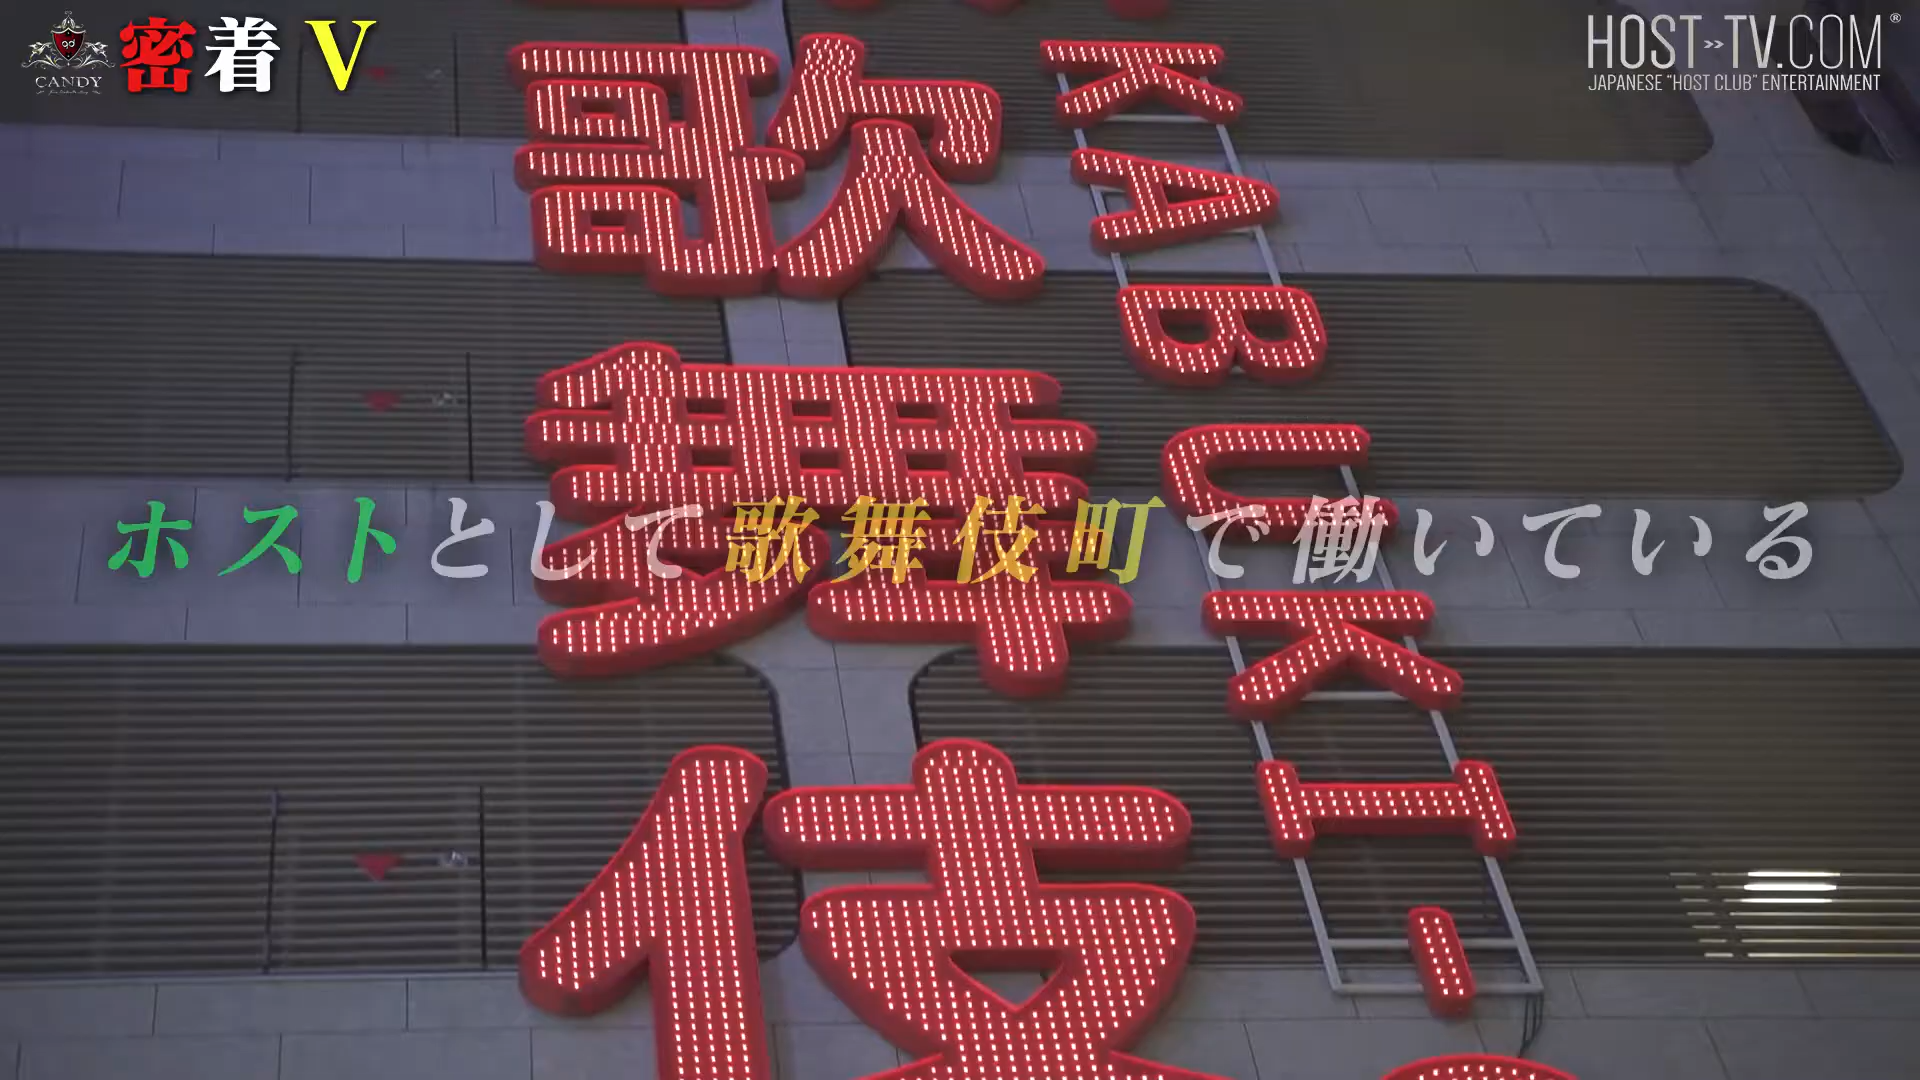 CANDY
密着V
HOST»TV.COM®
JAPANESE "HOST CLUB" ENTERTAINMENT
歌舞伎
KABUKI-
ホストとして歌舞伎町で働いている